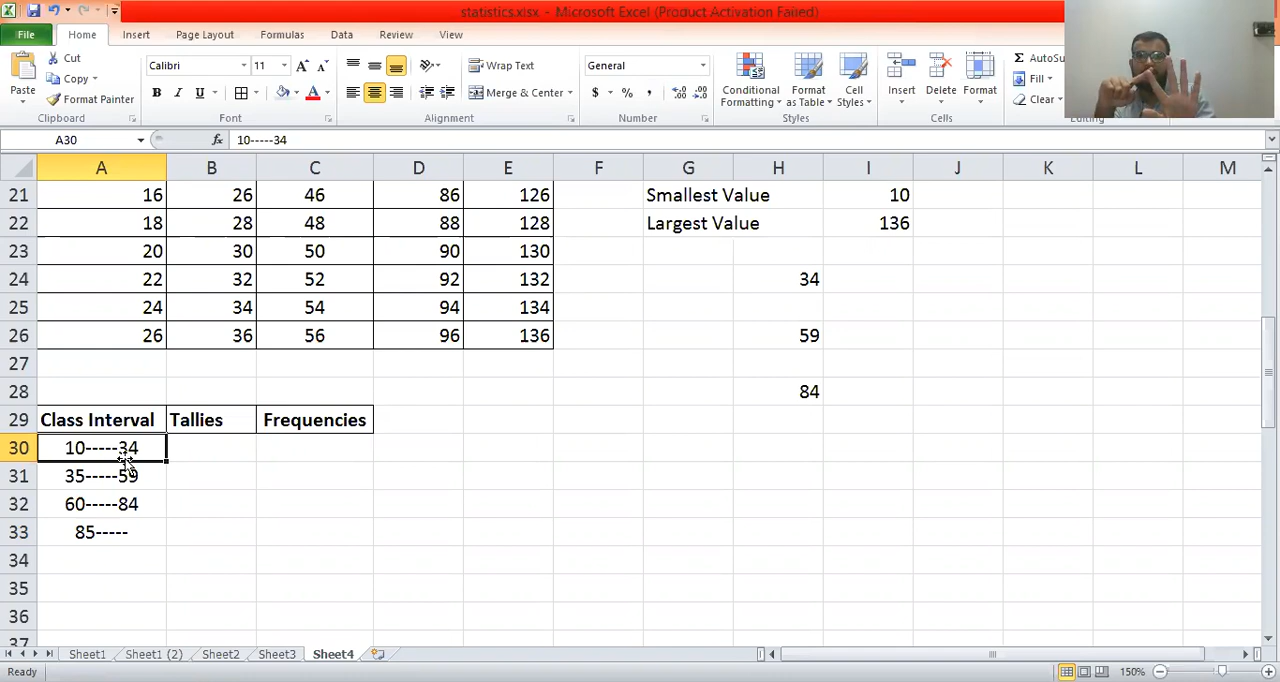 statistics.xlsx - Microsoft Excel (Product Activation Failed)
File Home Insert Page Layout Formulas Data Review View
Paste
Cut
Copy
Format Painter
Clipboard
Calibri 11
B I U A
Font
Wrap Text
Merge & Center
Alignment
General
$ % ,
Number
Conditional Formatting
Format as Table
Cell Styles
Styles
Insert Delete Format
Cells
AutoSu
Fill
Clear
Editing
A30 fx 10-----34
A B C D E F G H I J K L M
21 16 26 46 86 126 Smallest Value 10
22 18 28 48 88 128 Largest Value 136
23 20 30 50 90 130
24 22 32 52 92 132 34
25 24 34 54 94 134
26 26 36 56 96 136 59
27
28 84
29 Class Interval Tallies Frequencies
30 10-----34
31 35-----59
32 60-----84
33 85-----
34
35
36
37
Sheet1 Sheet1 (2) Sheet2 Sheet3 Sheet4
Ready 150%